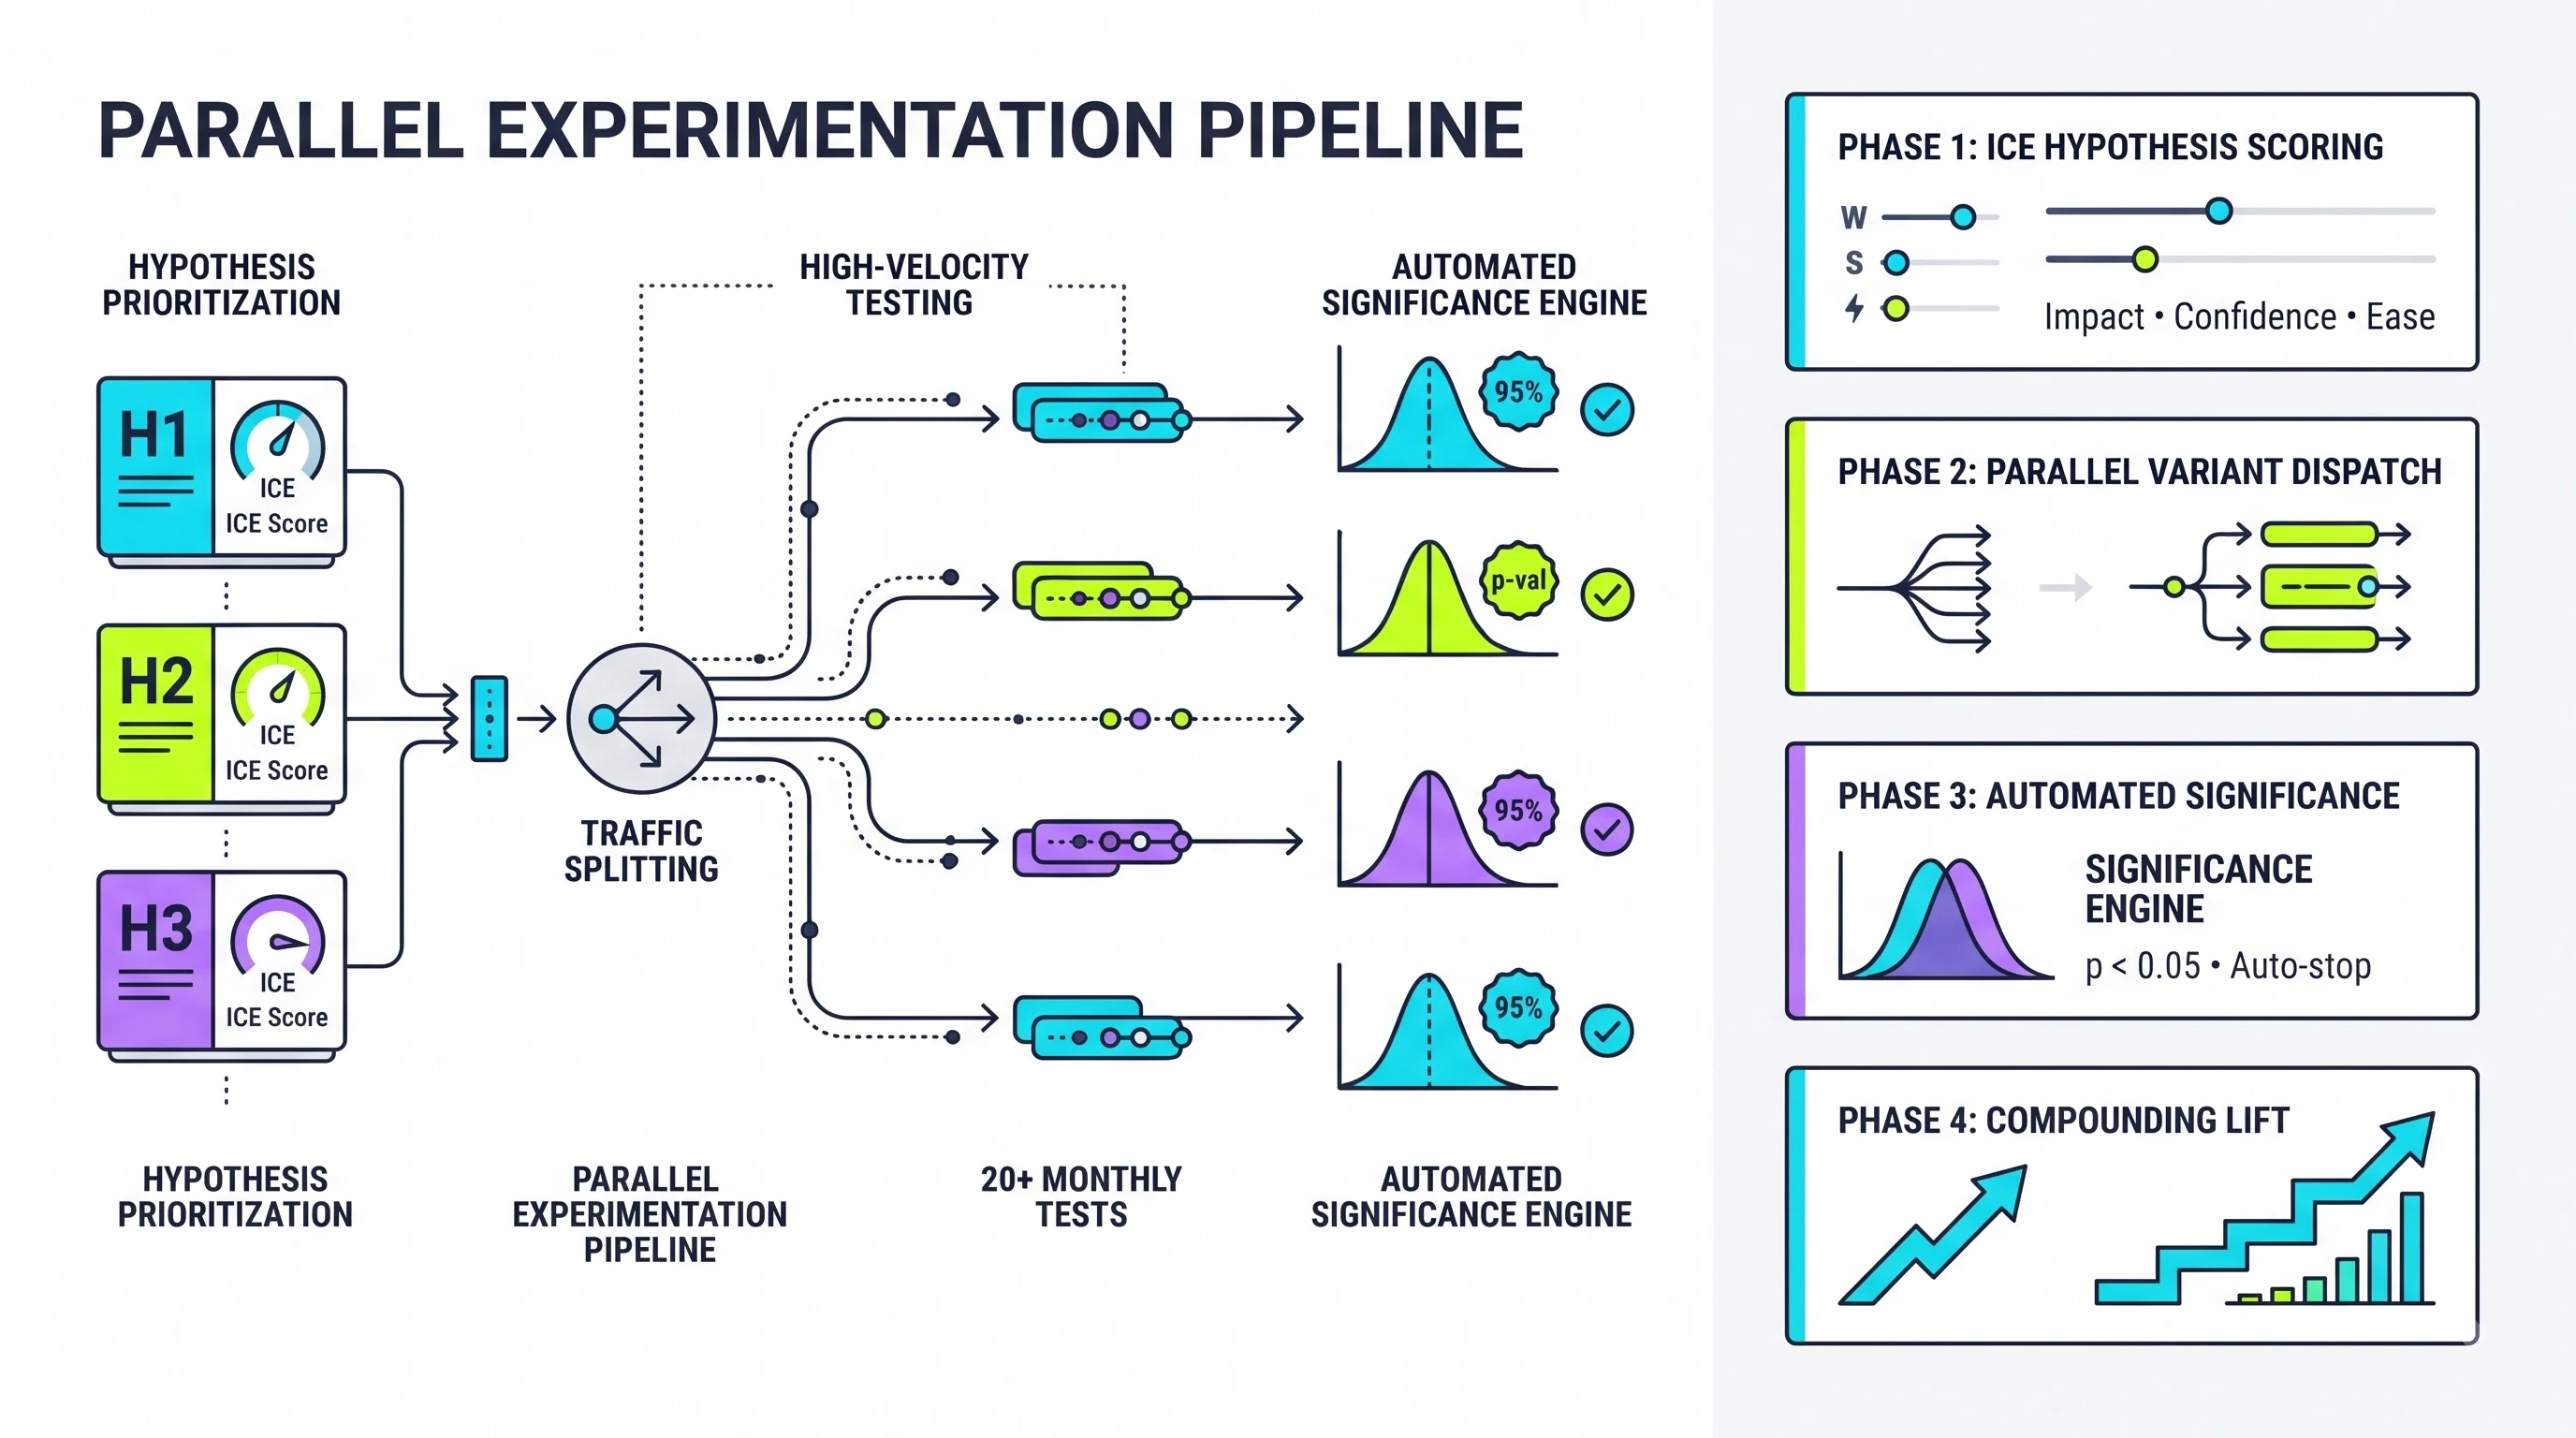 PARALLEL EXPERIMENTATION PIPELINE
HYPOTHESIS
PRIORITIZATION
HIGH-VELOCITY
TESTING
AUTOMATED
SIGNIFICANCE ENGINE
H1
ICE
ICE Score
H2
ICE
ICE Score
H3
ICE
ICE Score
TRAFFIC
SPLITTING
95%
p-val
95%
95%
HYPOTHESIS
PRIORITIZATION
PARALLEL
EXPERIMENTATION
PIPELINE
20+ MONTHLY
TESTS
AUTOMATED
SIGNIFICANCE ENGINE
PHASE 1: ICE HYPOTHESIS SCORING
W
S
Impact • Confidence • Ease
PHASE 2: PARALLEL VARIANT DISPATCH
PHASE 3: AUTOMATED SIGNIFICANCE
SIGNIFICANCE
ENGINE
p < 0.05 • Auto-stop
PHASE 4: COMPOUNDING LIFT